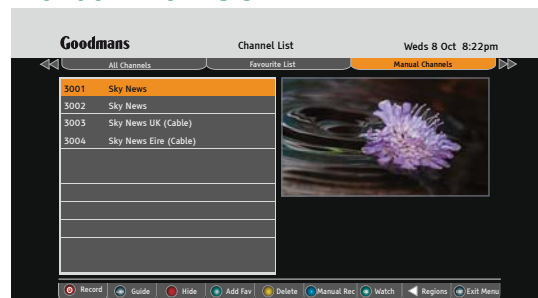 Goodmans Channel List Weds 8 Oct 8:22pm
All Channels Favourite List Manual Channels
3001 Sky News
3002 Sky News
3003 Sky News UK (Cable)
3004 Sky News Eire (Cable)
Record Guide Hide Add Fav Delete Manual Rec Watch Regions Exit Menu